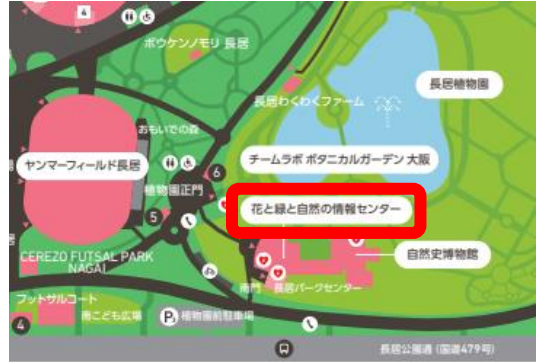 4
ボウケンノモリ 長居
長居植物園
長居わくわくファーム
おもいでの森
ヤンマーフィールド長居
チームラボ ボタニカルガーデン 大阪
6
植物園正門
花と緑と自然の情報センター
5
自然史博物館
CEREZO FUTSAL PARK
NAGAI
南門
長居パークセンター
フットサルコート
南こども広場
P
植物園前駐車場
4
長居公園通 (国道479号)